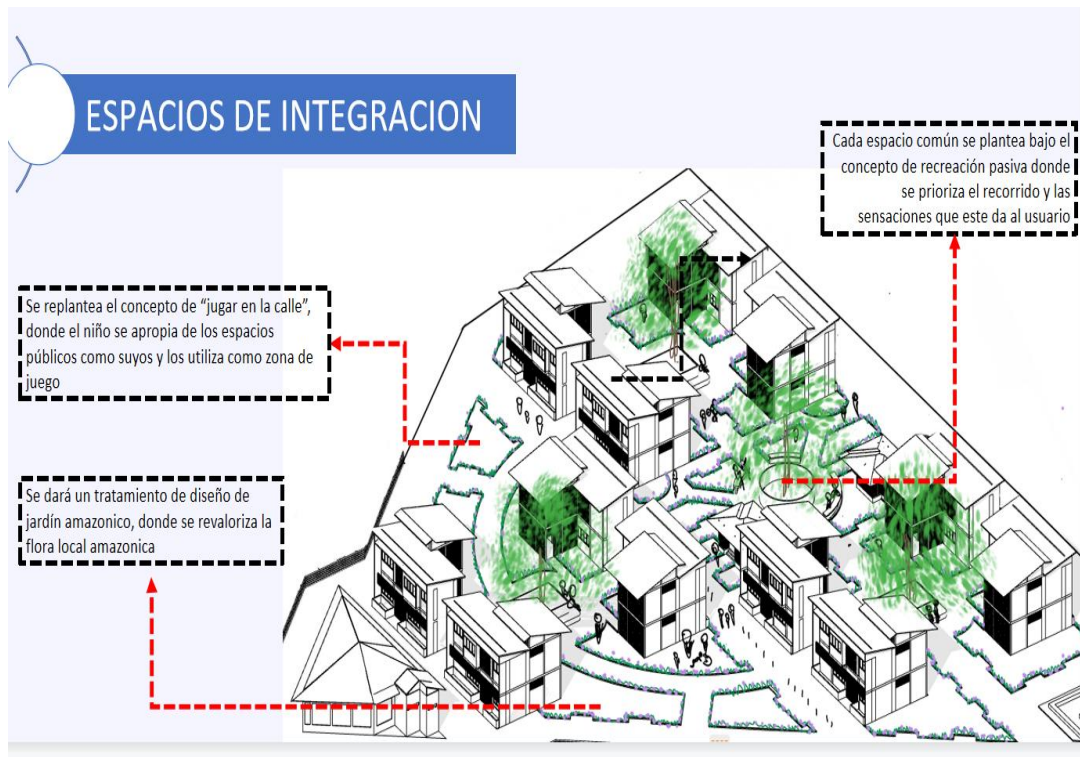 ESPACIOS DE INTEGRACION
Cada espacio común se plantea bajo el
concepto de recreación pasiva donde
se prioriza el recorrido y las
sensaciones que este da al usuario
Se replantea el concepto de “jugar en la calle”,
donde el niño se apropia de los espacios
públicos como suyos y los utiliza como zona de
juego
Se dará un tratamiento de diseño de
jardín amazonico, donde se revaloriza la
flora local amazonica